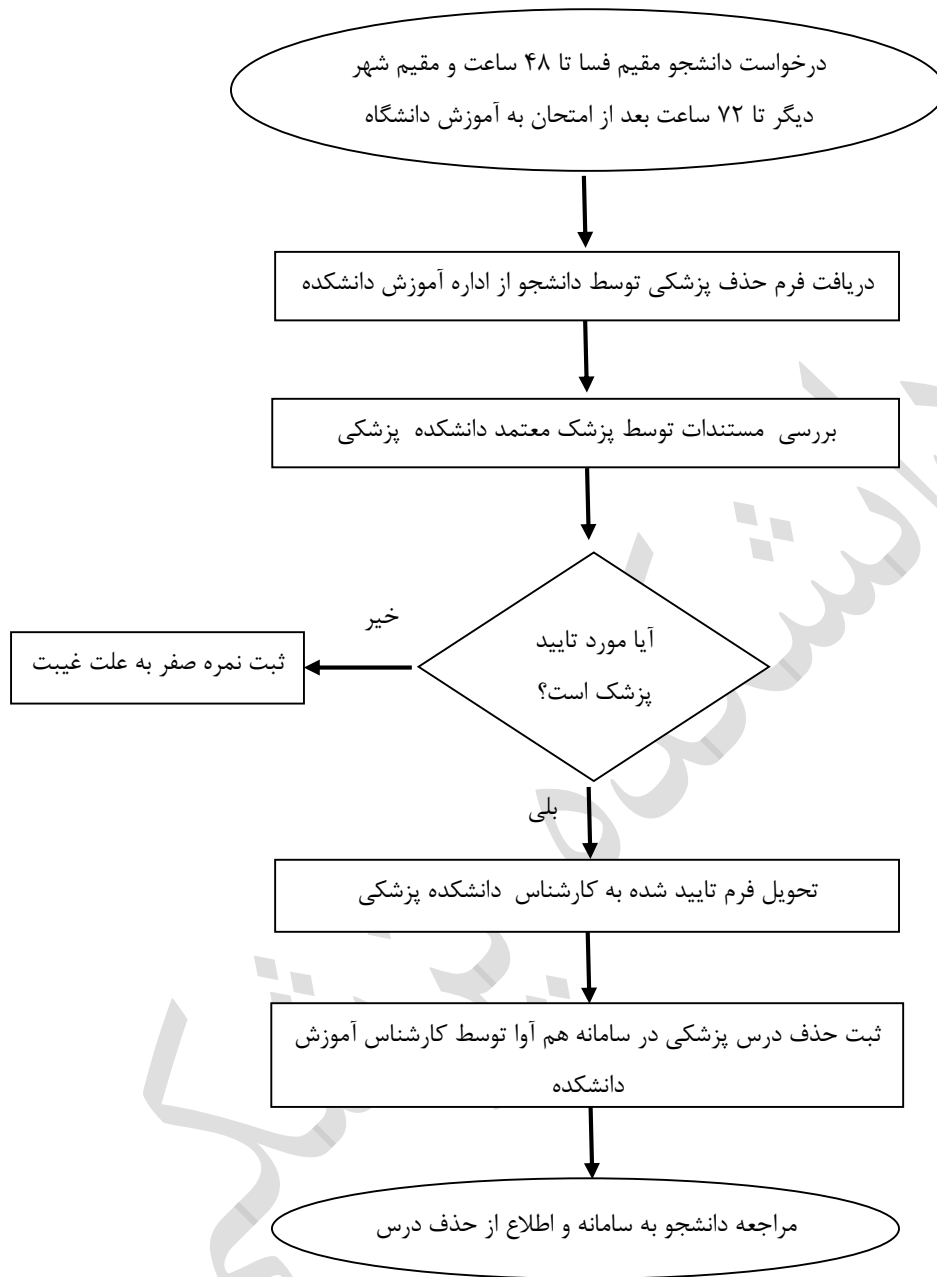 درخواست دانشجو مقیم فسا تا ۴۸ ساعت و مقیم شهر
دیگر تا ۷۲ ساعت بعد از امتحان به آموزش دانشگاه
دریافت فرم حذف پزشکی توسط دانشجو از اداره آموزش دانشکده
بررسی مستندات توسط پزشک معتمد دانشکده پزشکی
آیا مورد تایید
پزشک است؟
خیر
ثبت نمره صفر به علت غیبت
بلی
تحویل فرم تایید شده به کارشناس دانشکده پزشکی
ثبت حذف درس پزشکی در سامانه هم آوا توسط کارشناس آموزش
دانشکده
مراجعه دانشجو به سامانه و اطلاع از حذف درس
دانشکده پزشکی